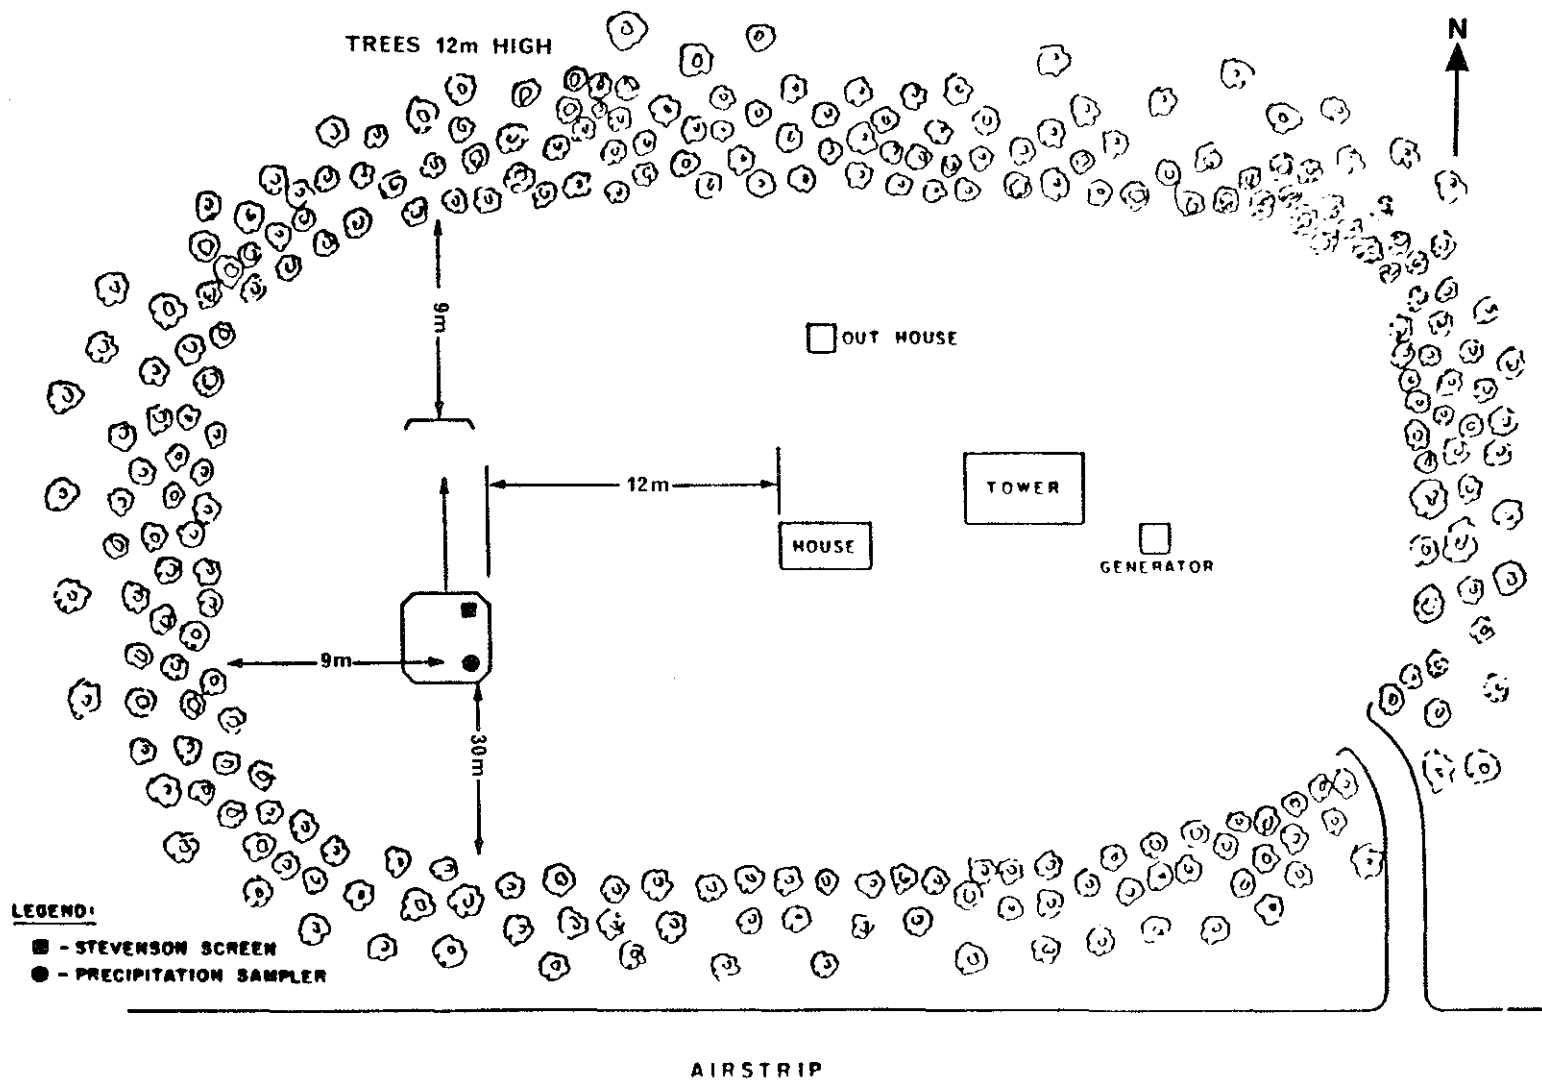 TREES 12m HIGH
N
9m
OUT HOUSE
12m
TOWER
HOUSE
GENERATOR
9m
30m
LEGEND:
- STEVENSON SCREEN
- PRECIPITATION SAMPLER
AIRSTRIP